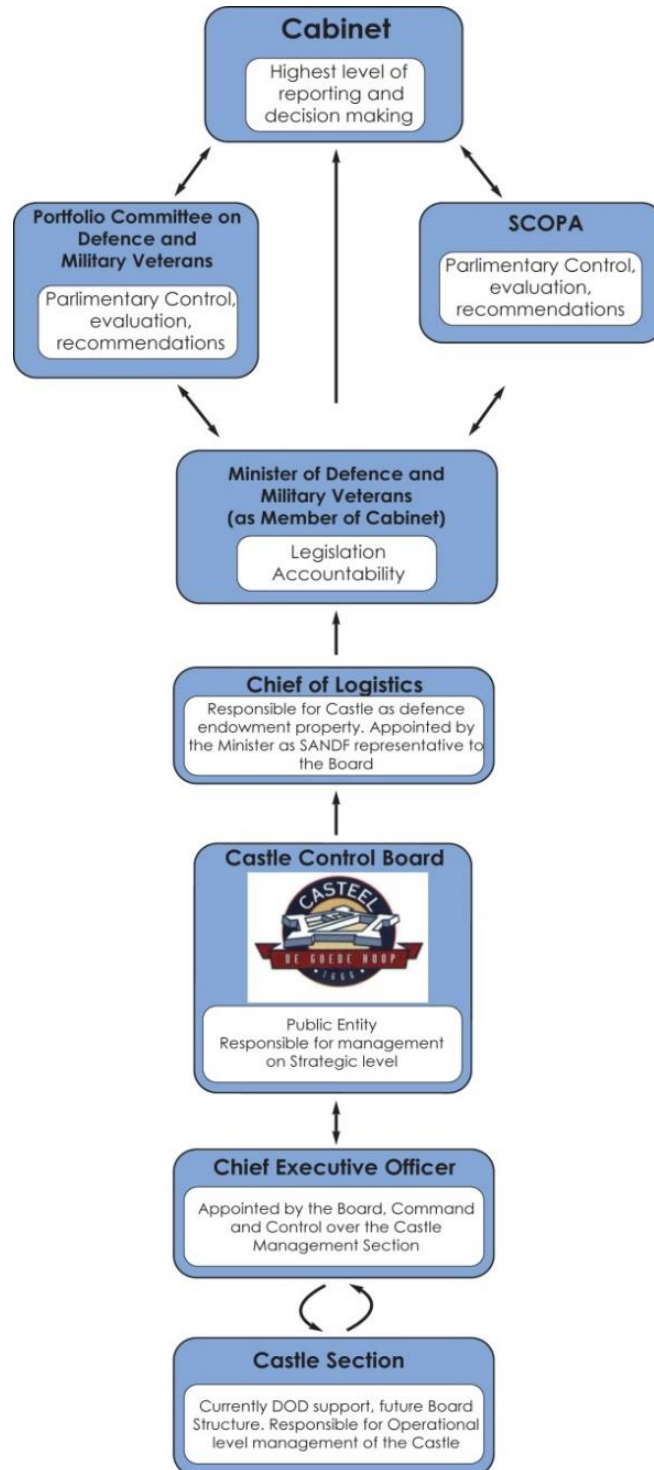 Cabinet
Highest level of
reporting and
decision making
Portfolio Committee on
Defence and
Military Veterans
Parlimentary Control,
evaluation,
recommendations
SCOPA
Parlimentary Control,
evaluation,
recommendations
Minister of Defence and
Military Veterans
(as Member of Cabinet)
Legislation
Accountability
Chief of Logistics
Responsible for Castle as defence
endowment property. Appointed by
the Minister as SANDF representative to
the Board
Castle Control Board
CASTEEL
DE GOEDE HOOP
1666
Public Entity
Responsible for management
on Strategic level
Chief Executive Officer
Appointed by the Board, Command
and Control over the Castle
Management Section
Castle Section
Currently DOD support, future Board
Structure. Responsible for Operational
level management of the Castle